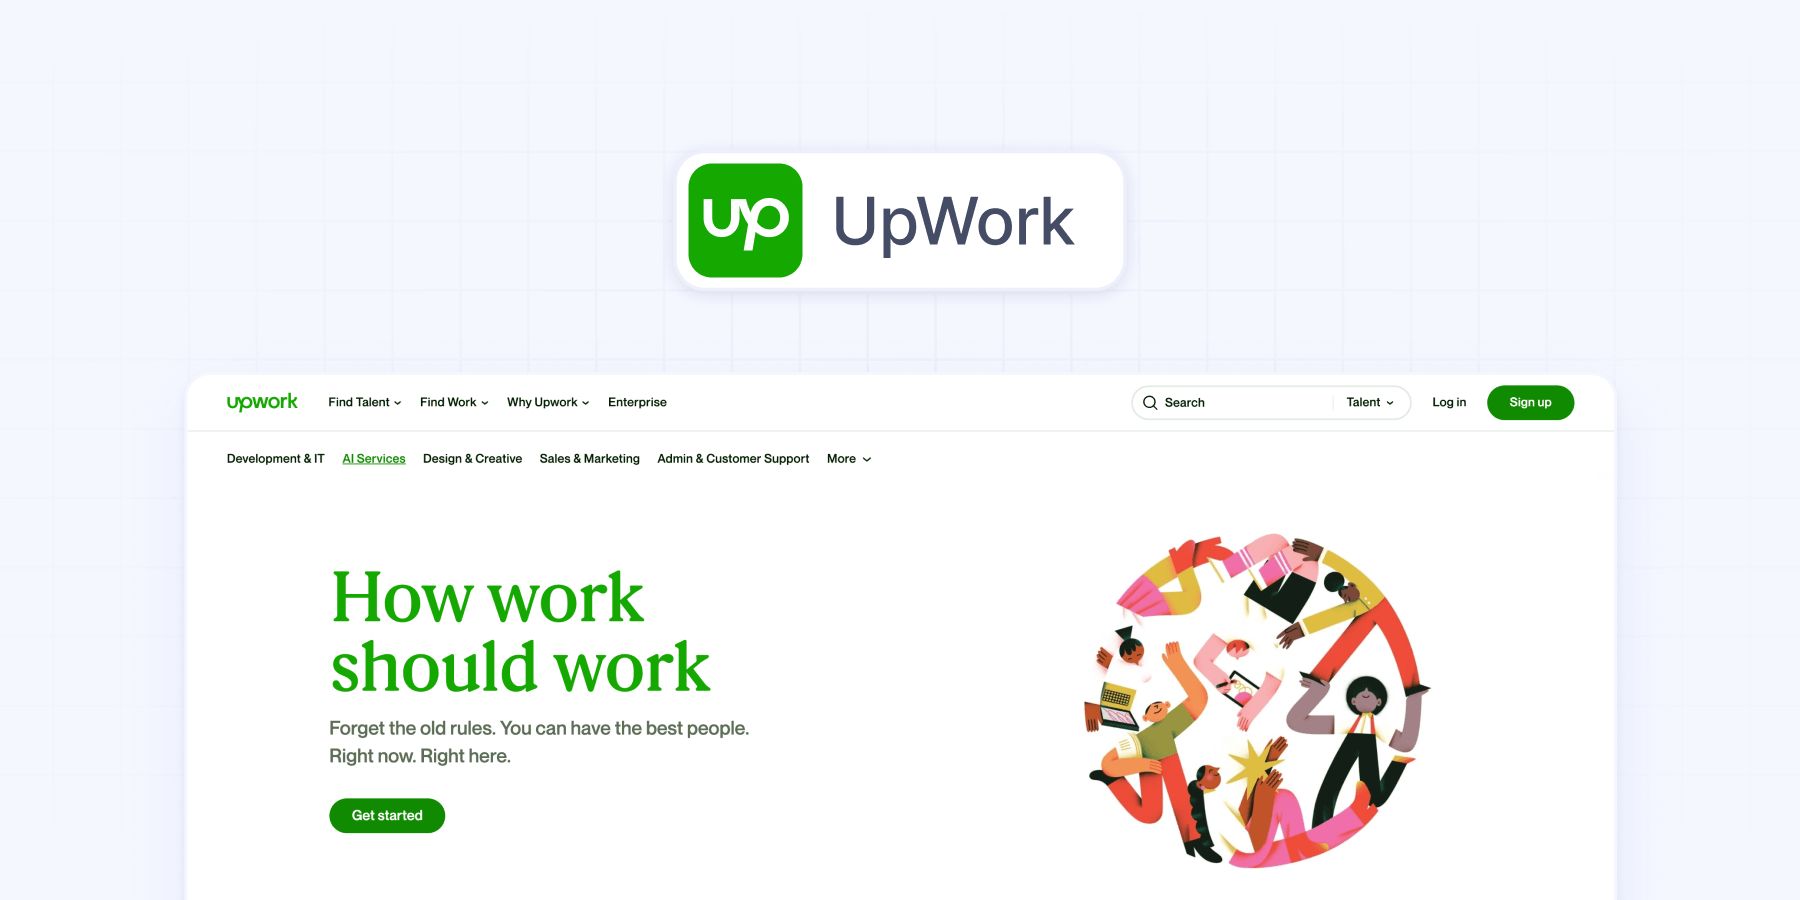 up UpWork
upwork Find Talent Find Work Why Upwork Enterprise Search Talent Log in Sign up
Development & IT AI Services Design & Creative Sales & Marketing Admin & Customer Support More
How work
should work
Forget the old rules. You can have the best people.
Right now. Right here.
Get started